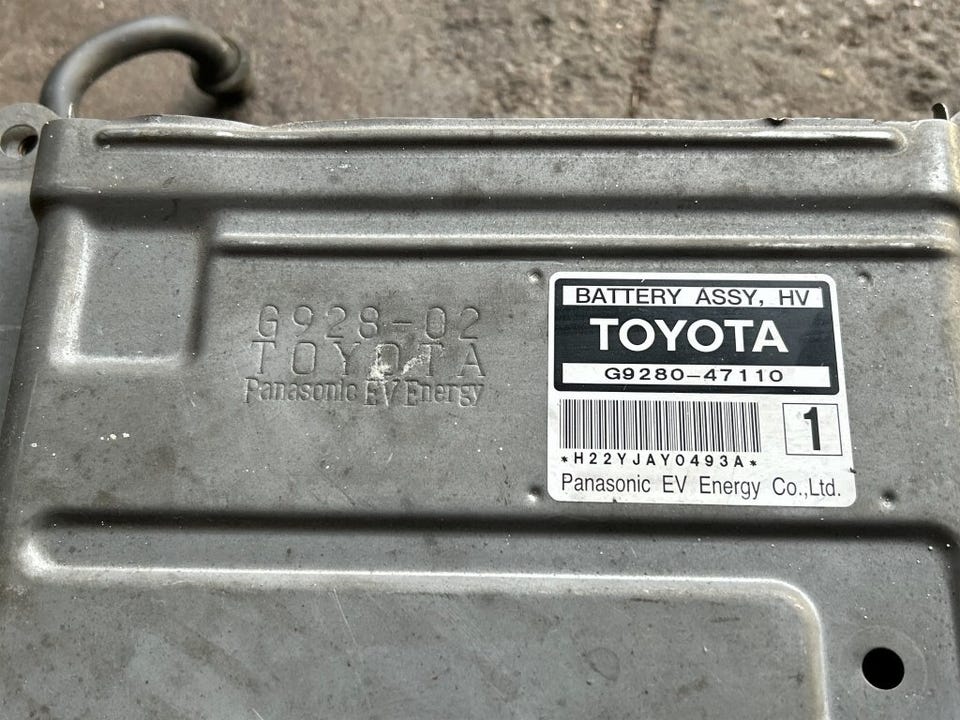 G928-02
TOYOTA
Panasonic EV Energy
BATTERY ASSY, HV
TOYOTA
G9280-47110
1
*H22YJAY0493A*
Panasonic EV Energy Co.,Ltd.